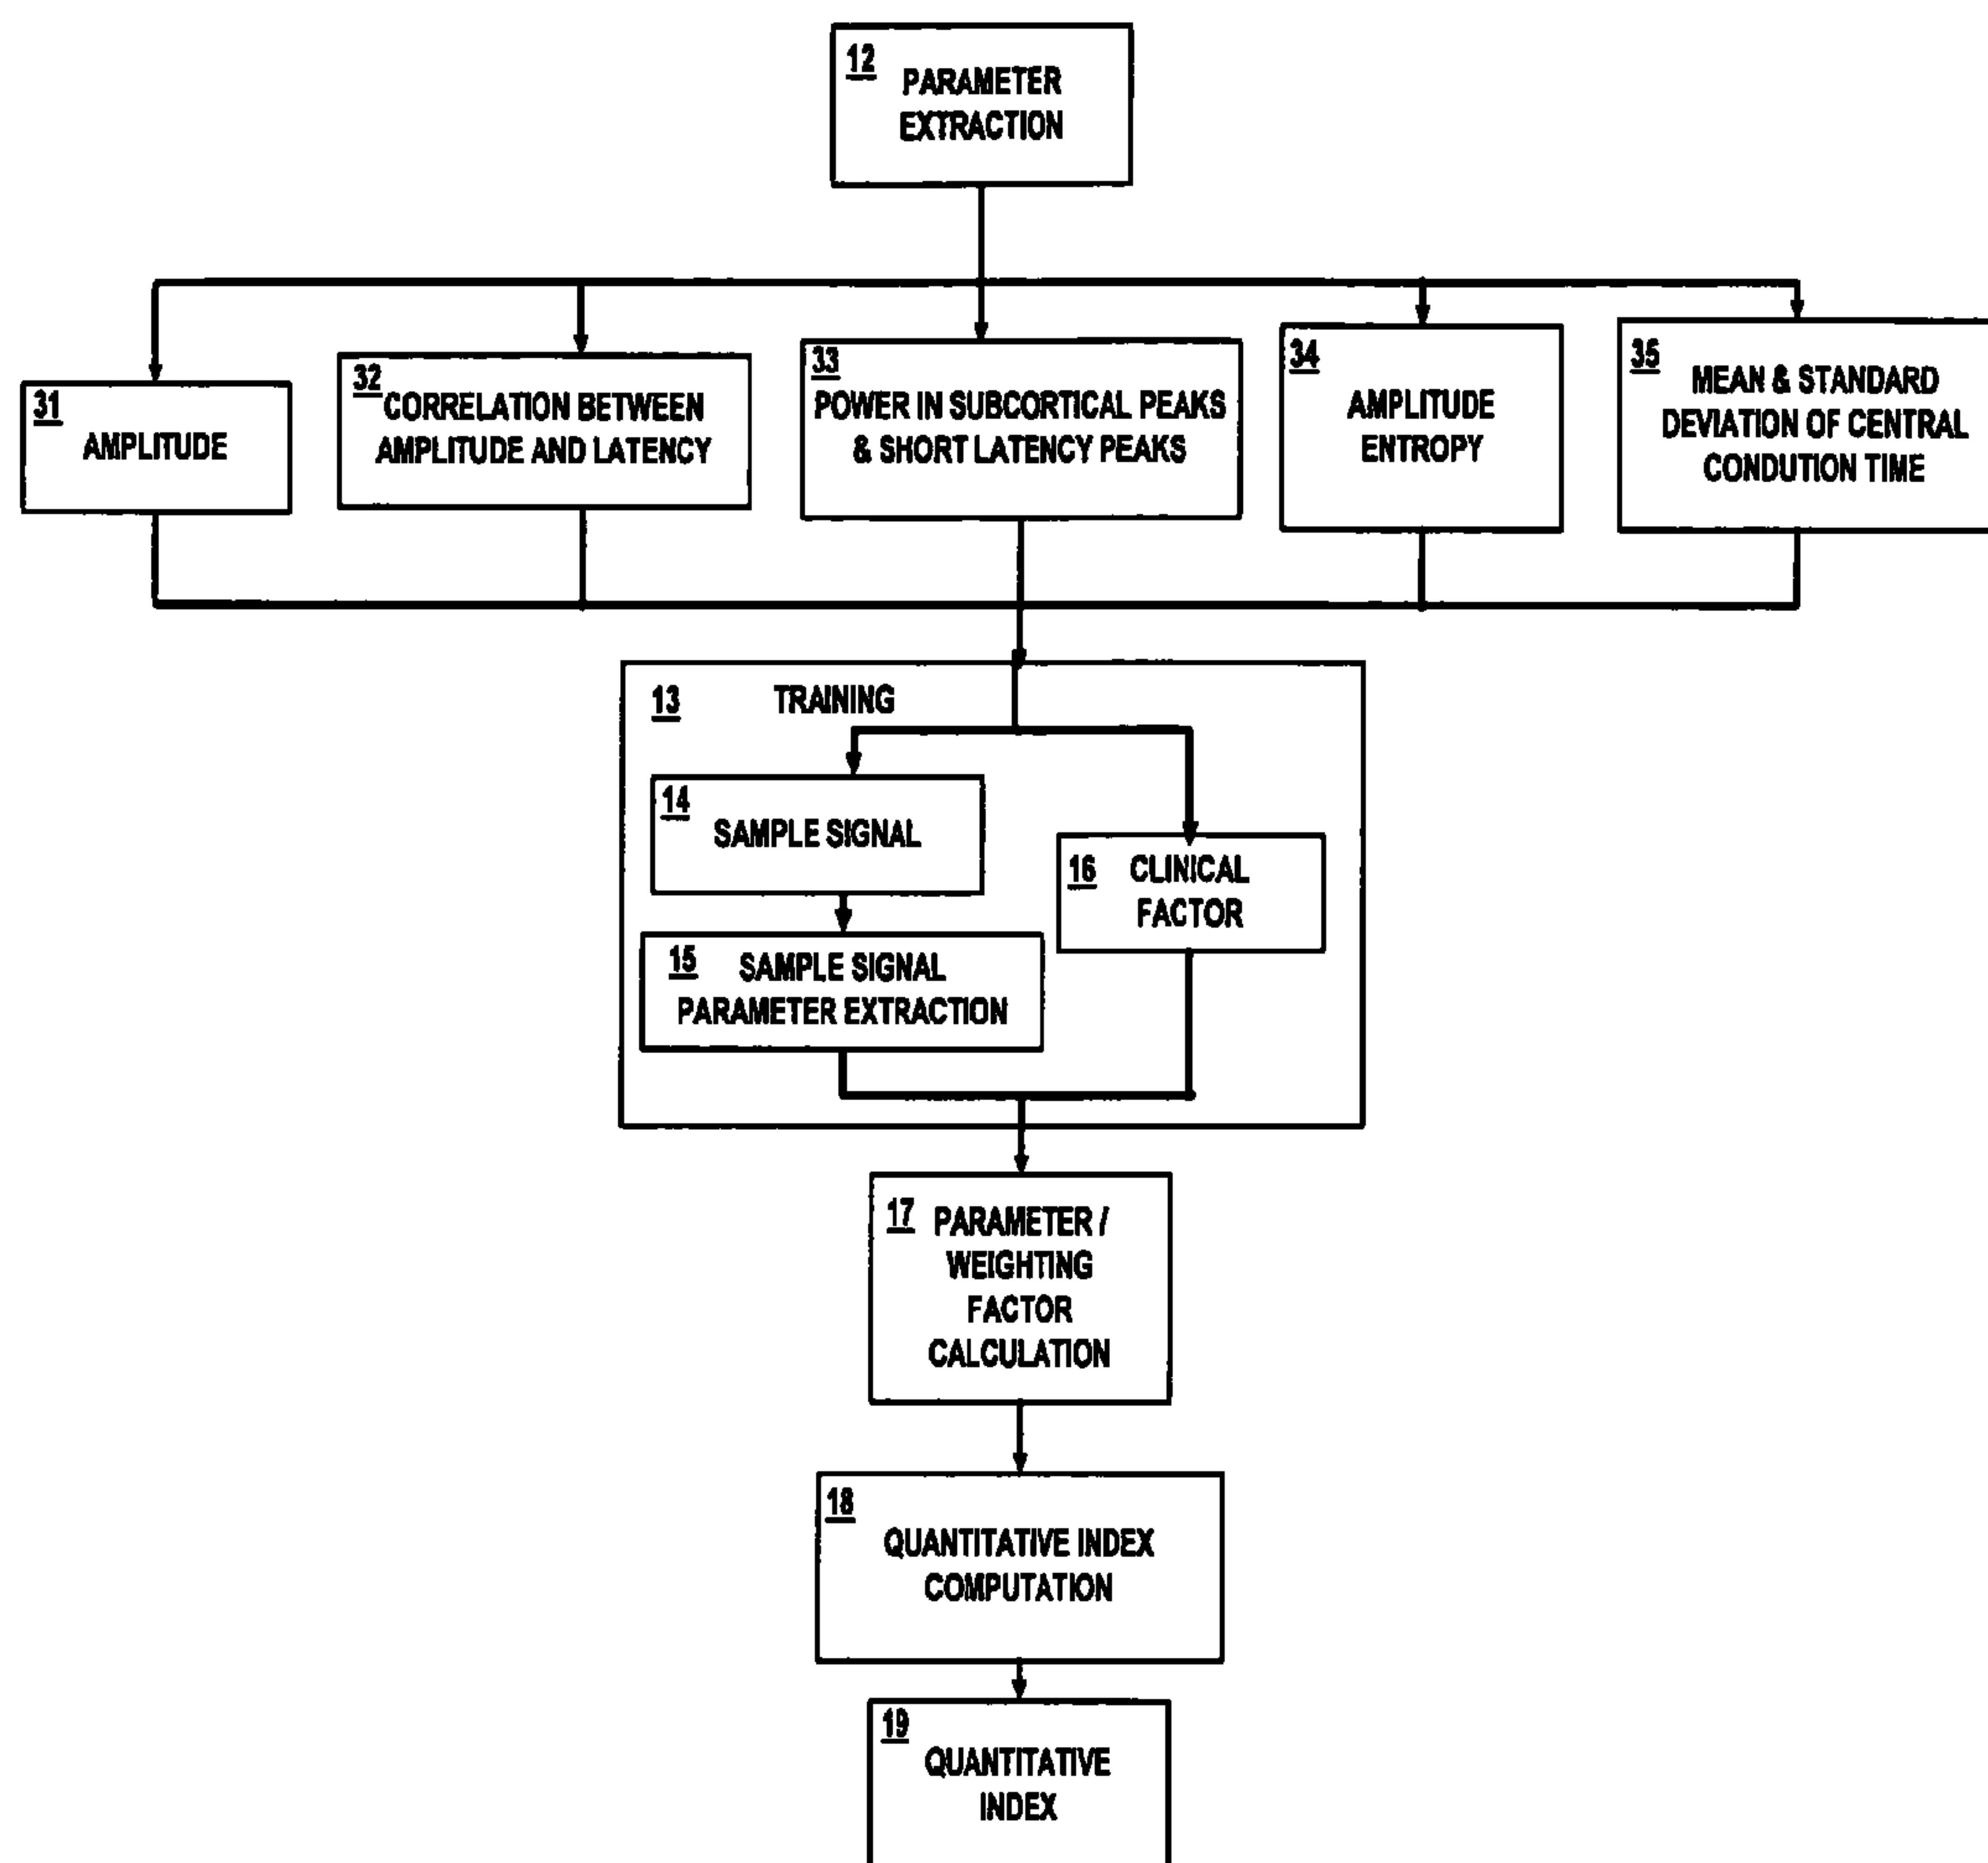 12
PARAMETER
EXTRACTION
31
AMPLITUDE
32
CORRELATION BETWEEN
AMPLITUDE AND LATENCY
33
POWER IN SUBCORTICAL PEAKS
& SHORT LATENCY PEAKS
34
AMPLITUDE
ENTROPY
35
MEAN & STANDARD
DEVIATION OF CENTRAL
CONDUTION TIME
13 TRAINING
14
SAMPLE SIGNAL
15 SAMPLE SIGNAL
PARAMETER EXTRACTION
16 CLINICAL
FACTOR
17 PARAMETER /
WEIGHTING
FACTOR
CALCULATION
18
QUANTITATIVE INDEX
COMPUTATION
19
QUANTITATIVE
INDEX